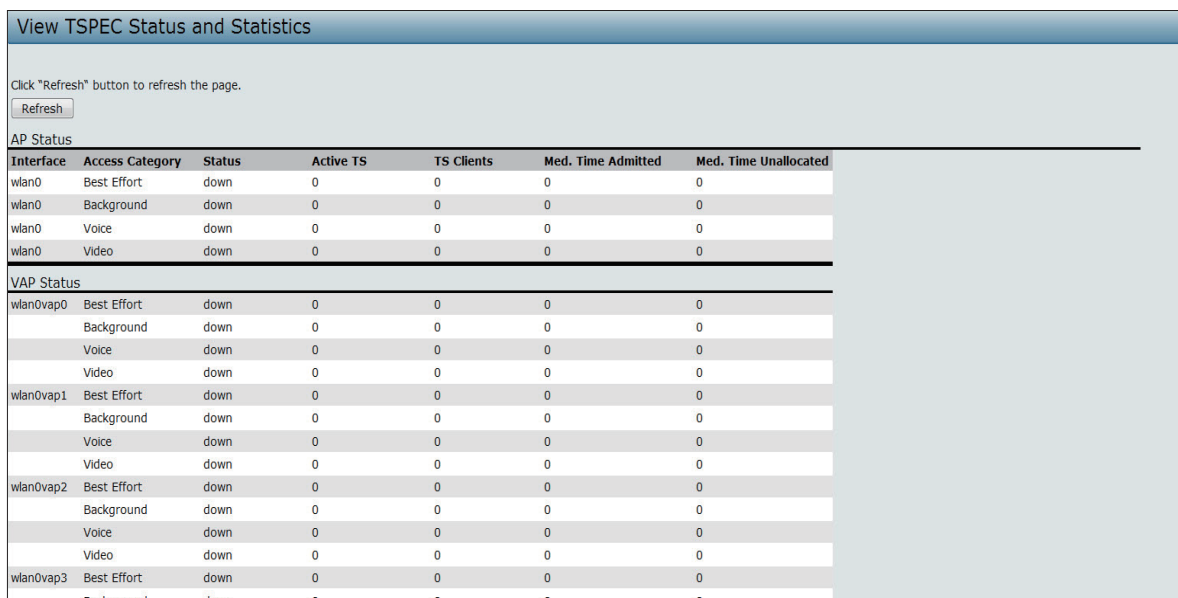 View TSPEC Status and Statistics
Click "Refresh" button to refresh the page.
Refresh
AP Status
Interface Access Category Status Active TS TS Clients Med. Time Admitted Med. Time Unallocated
wlan0 Best Effort down 0 0 0 0
wlan0 Background down 0 0 0 0
wlan0 Voice down 0 0 0 0
wlan0 Video down 0 0 0 0
VAP Status
wlan0vap0 Best Effort down 0 0 0 0
Background down 0 0 0 0
Voice down 0 0 0 0
Video down 0 0 0 0
wlan0vap1 Best Effort down 0 0 0 0
Background down 0 0 0 0
Voice down 0 0 0 0
Video down 0 0 0 0
wlan0vap2 Best Effort down 0 0 0 0
Background down 0 0 0 0
Voice down 0 0 0 0
Video down 0 0 0 0
wlan0vap3 Best Effort down 0 0 0 0